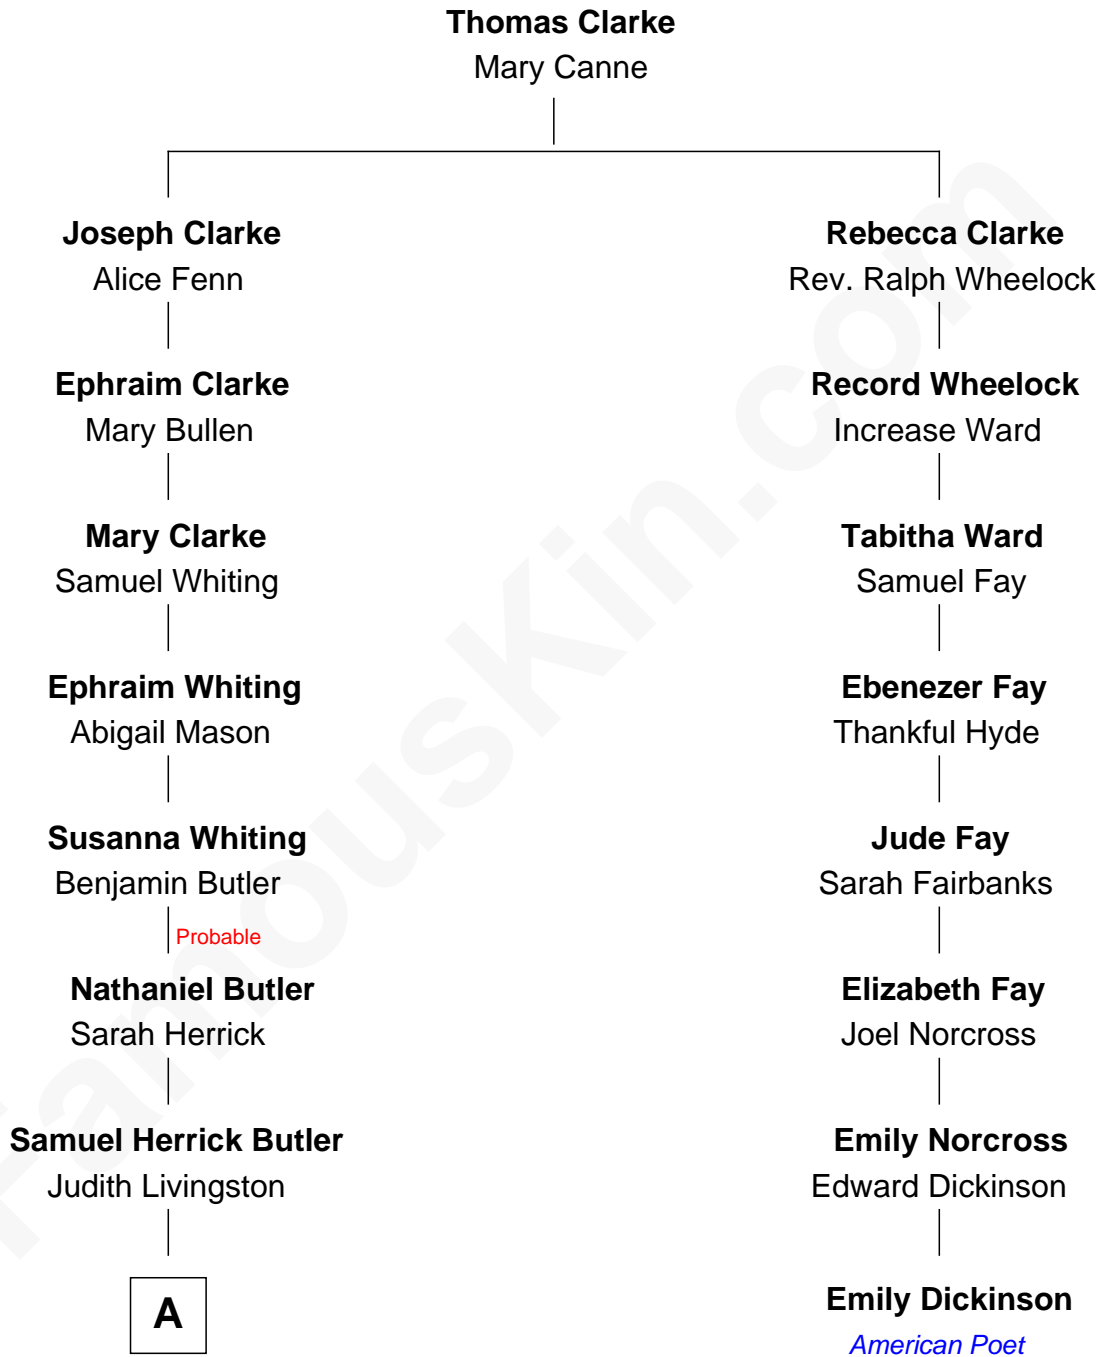 Thomas Clarke
Mary Canne
Joseph Clarke
Alice Fenn
Rebecca Clarke
Rev. Ralph Wheelock
Ephraim Clarke
Mary Bullen
Record Wheelock
Increase Ward
Mary Clarke
Samuel Whiting
Tabitha Ward
Samuel Fay
Ephraim Whiting
Abigail Mason
Ebenezer Fay
Thankful Hyde
Susanna Whiting
Benjamin Butler
Jude Fay
Sarah Fairbanks
Probable
Nathaniel Butler
Sarah Herrick
Elizabeth Fay
Joel Norcross
Samuel Herrick Butler
Judith Livingston
Emily Norcross
Edward Dickinson
A
Emily Dickinson
American Poet
FamousKin.com